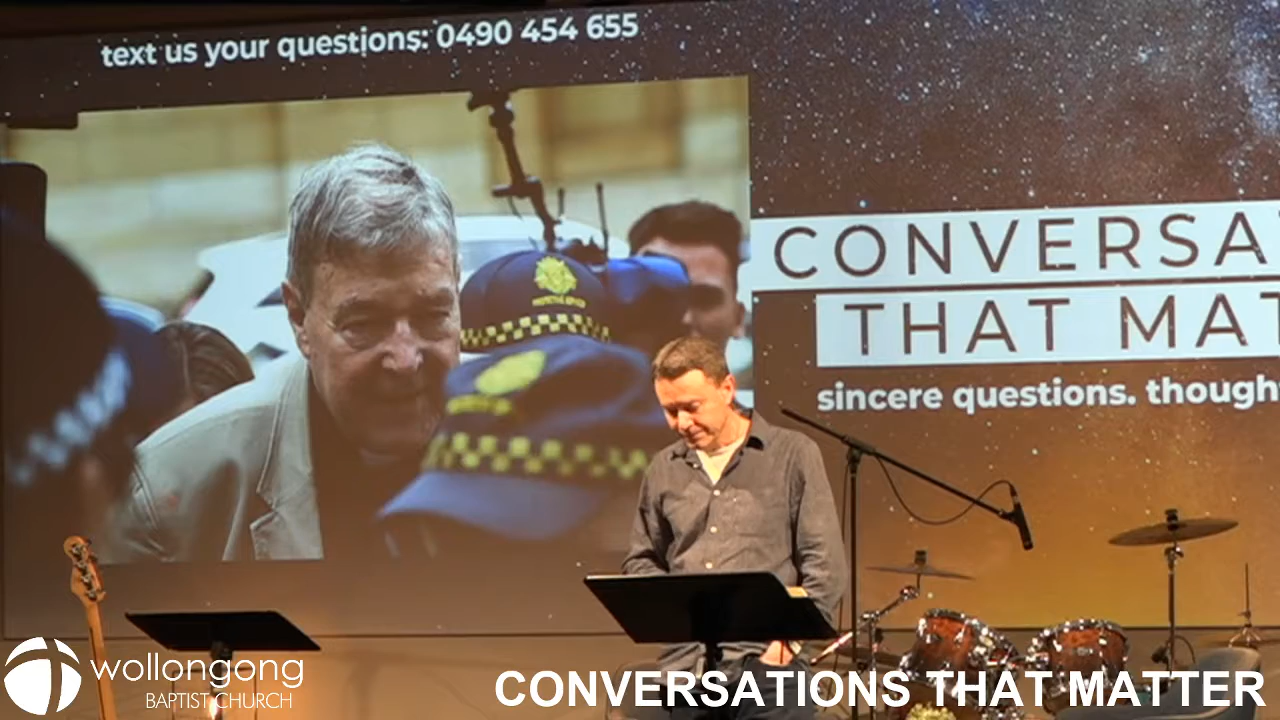 text us your questions: 0490 454 655
CONVERSA
THAT MAT
sincere questions. though
wollongong
BAPTIST CHURCH
CONVERSATIONS THAT MATTER